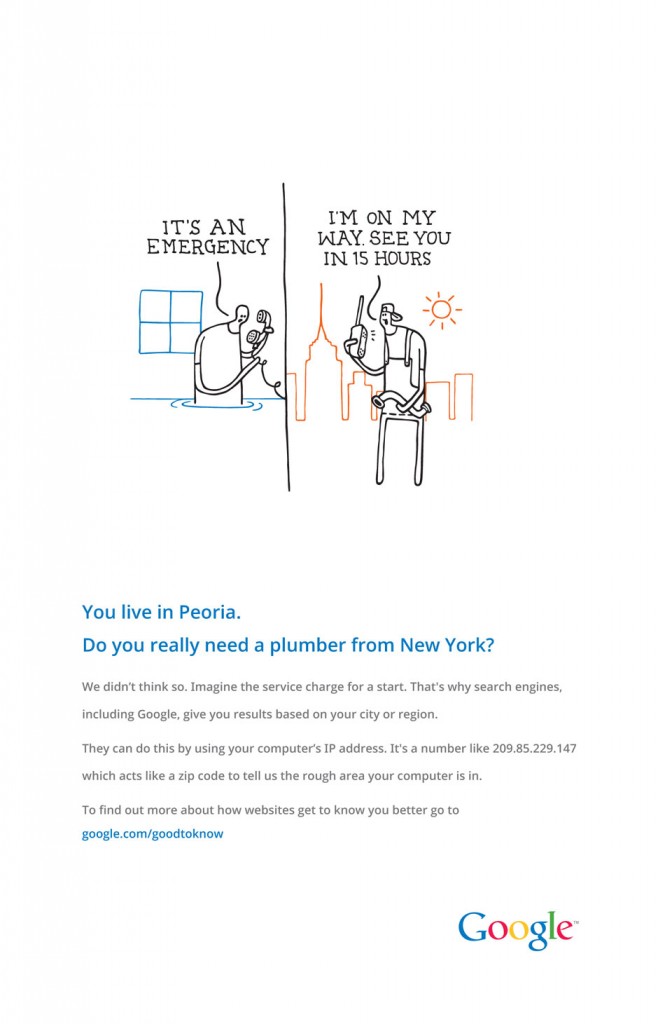 IT'S AN
EMERGENCY
I'M ON MY
WAY. SEE YOU
IN 15 HOURS
You live in Peoria.
Do you really need a plumber from New York?
We didn't think so. Imagine the service charge for a start. That's why search engines,
including Google, give you results based on your city or region.
They can do this by using your computer's IP address. It's a number like 209.85.229.147
which acts like a zip code to tell us the rough area your computer is in.
To find out more about how websites get to know you better go to
google.com/goodtoknow
Google™